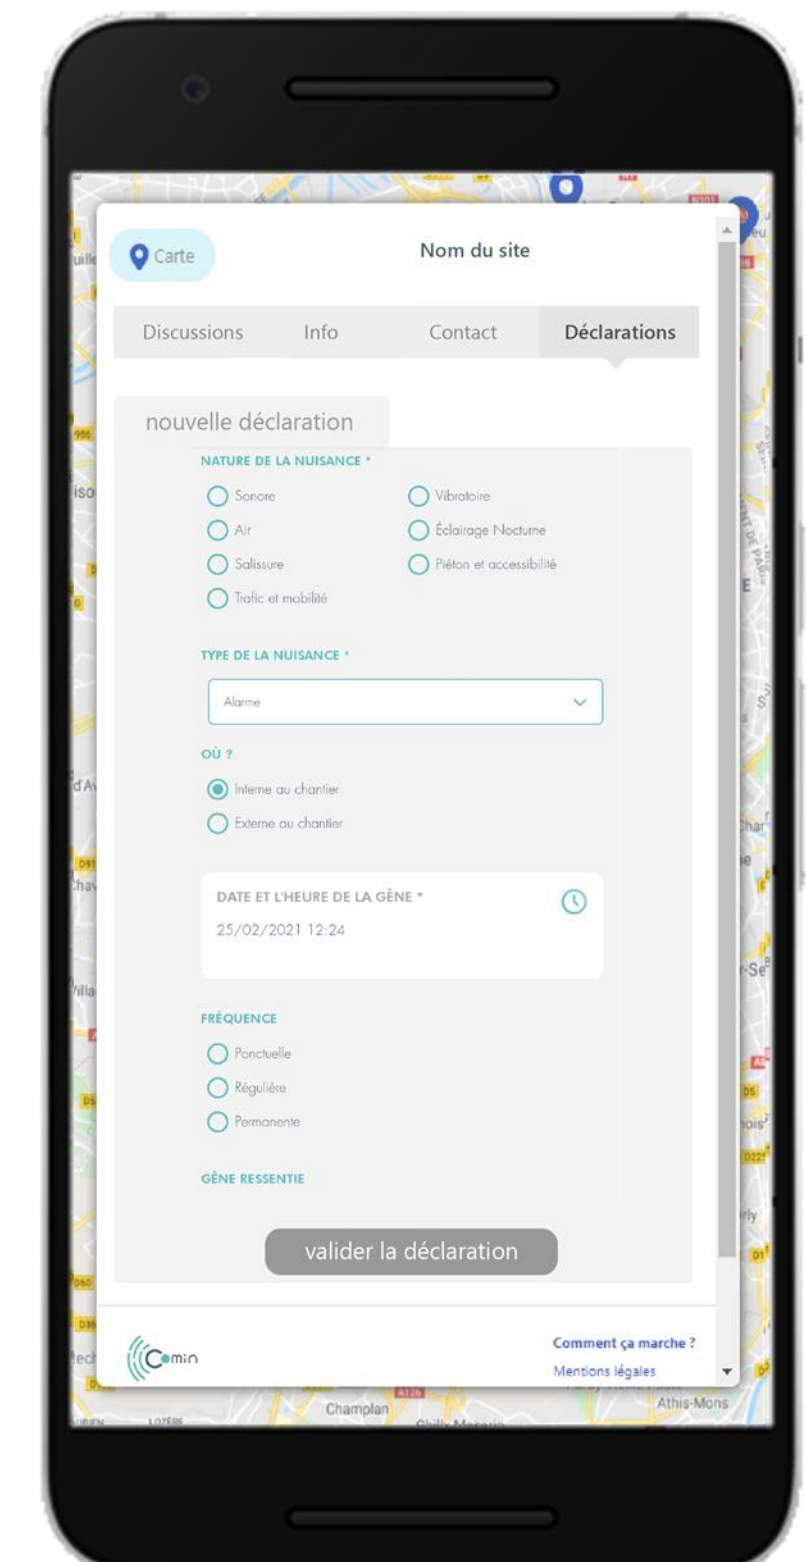 Carte
Nom du site
Discussions Info Contact Déclarations
nouvelle déclaration
NATURE DE LA NUISANCE *
Sonore Vibratoire
Air Éclairage Nocturne
Salissure Piéton et accessibilité
Trafic et mobilité
TYPE DE LA NUISANCE *
Alarme
OÙ ?
Interne au chantier
Externe au chantier
DATE ET L'HEURE DE LA GÊNE *
25/02/2021 12:24
FRÉQUENCE
Ponctuelle
Régulière
Permanente
GÊNE RESSENTIE
valider la déclaration
Comin
Comment ça marche ?
Mentions légales
A126
Champlan
Athis-Mons
LOZÈRE